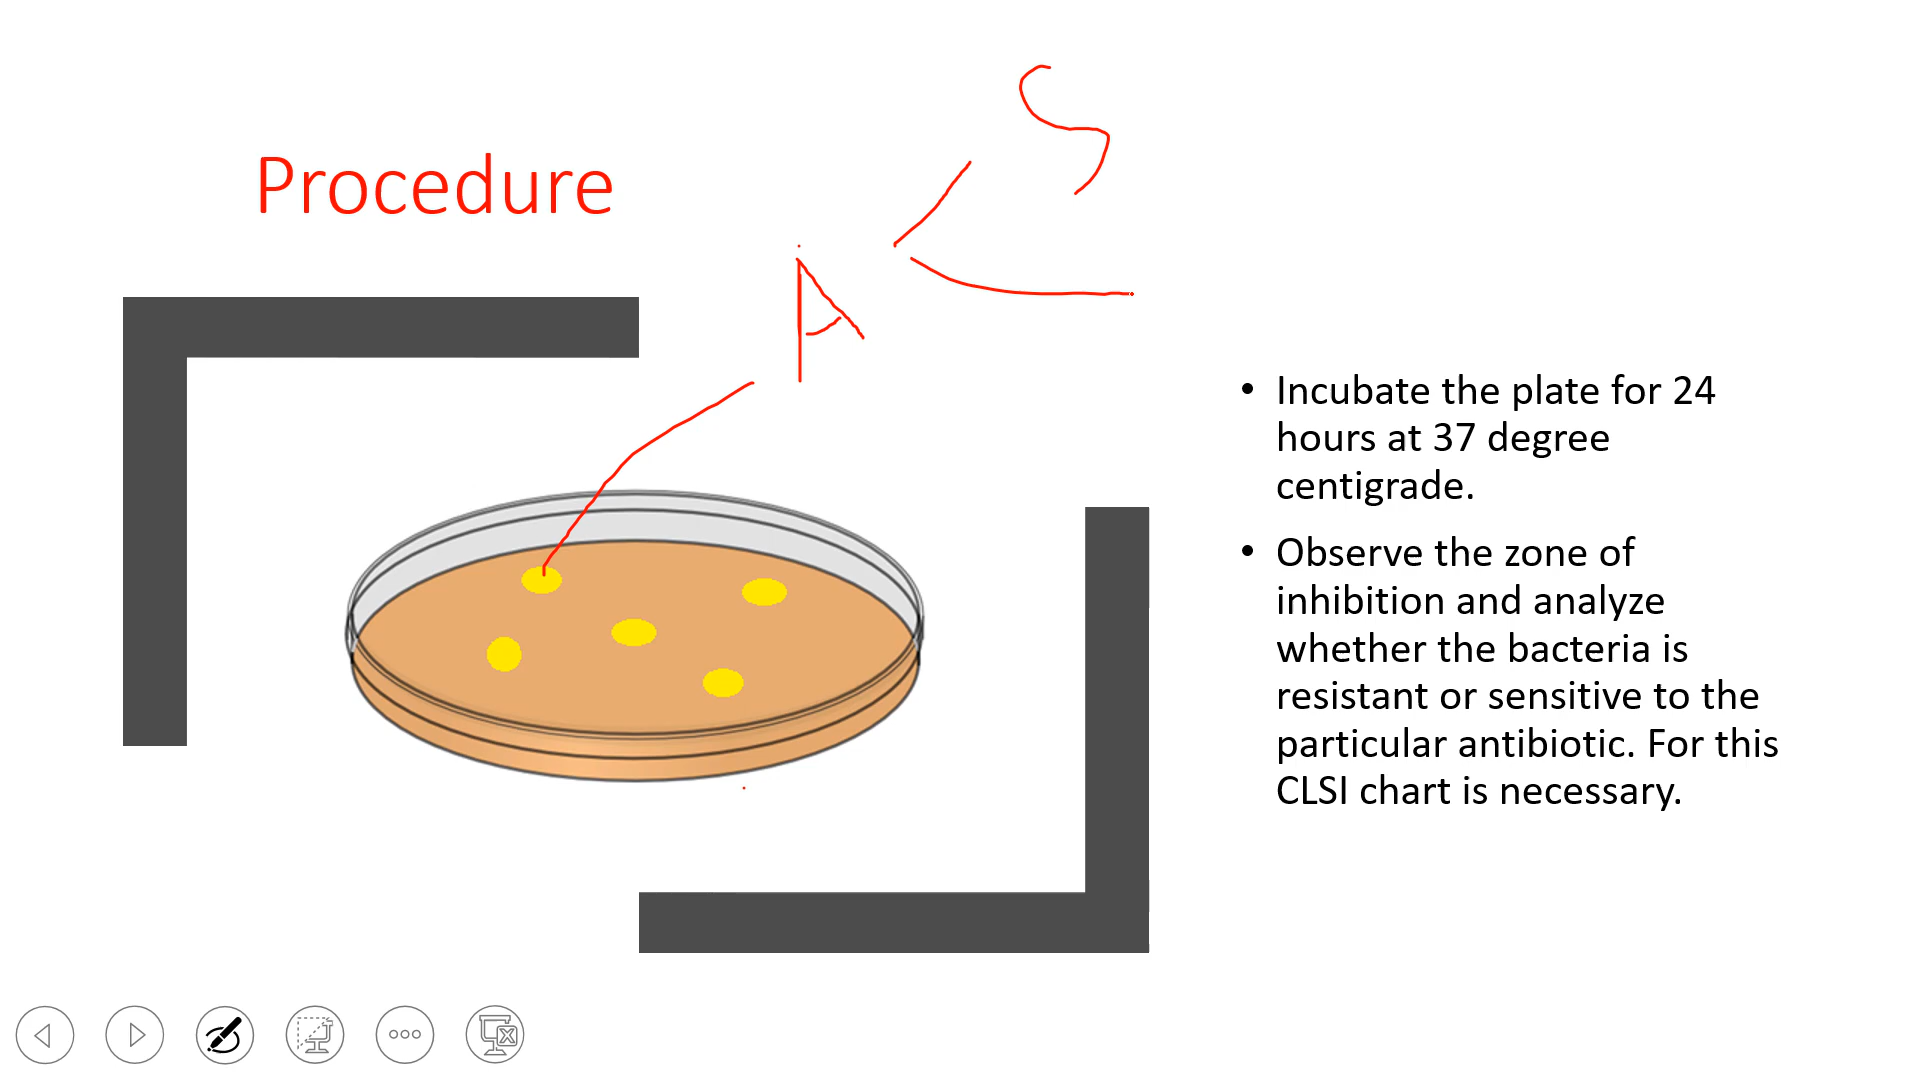 Procedure
S
A
• Incubate the plate for 24
hours at 37 degree
centigrade.
• Observe the zone of
inhibition and analyze
whether the bacteria is
resistant or sensitive to the
particular antibiotic. For this
CLSI chart is necessary.